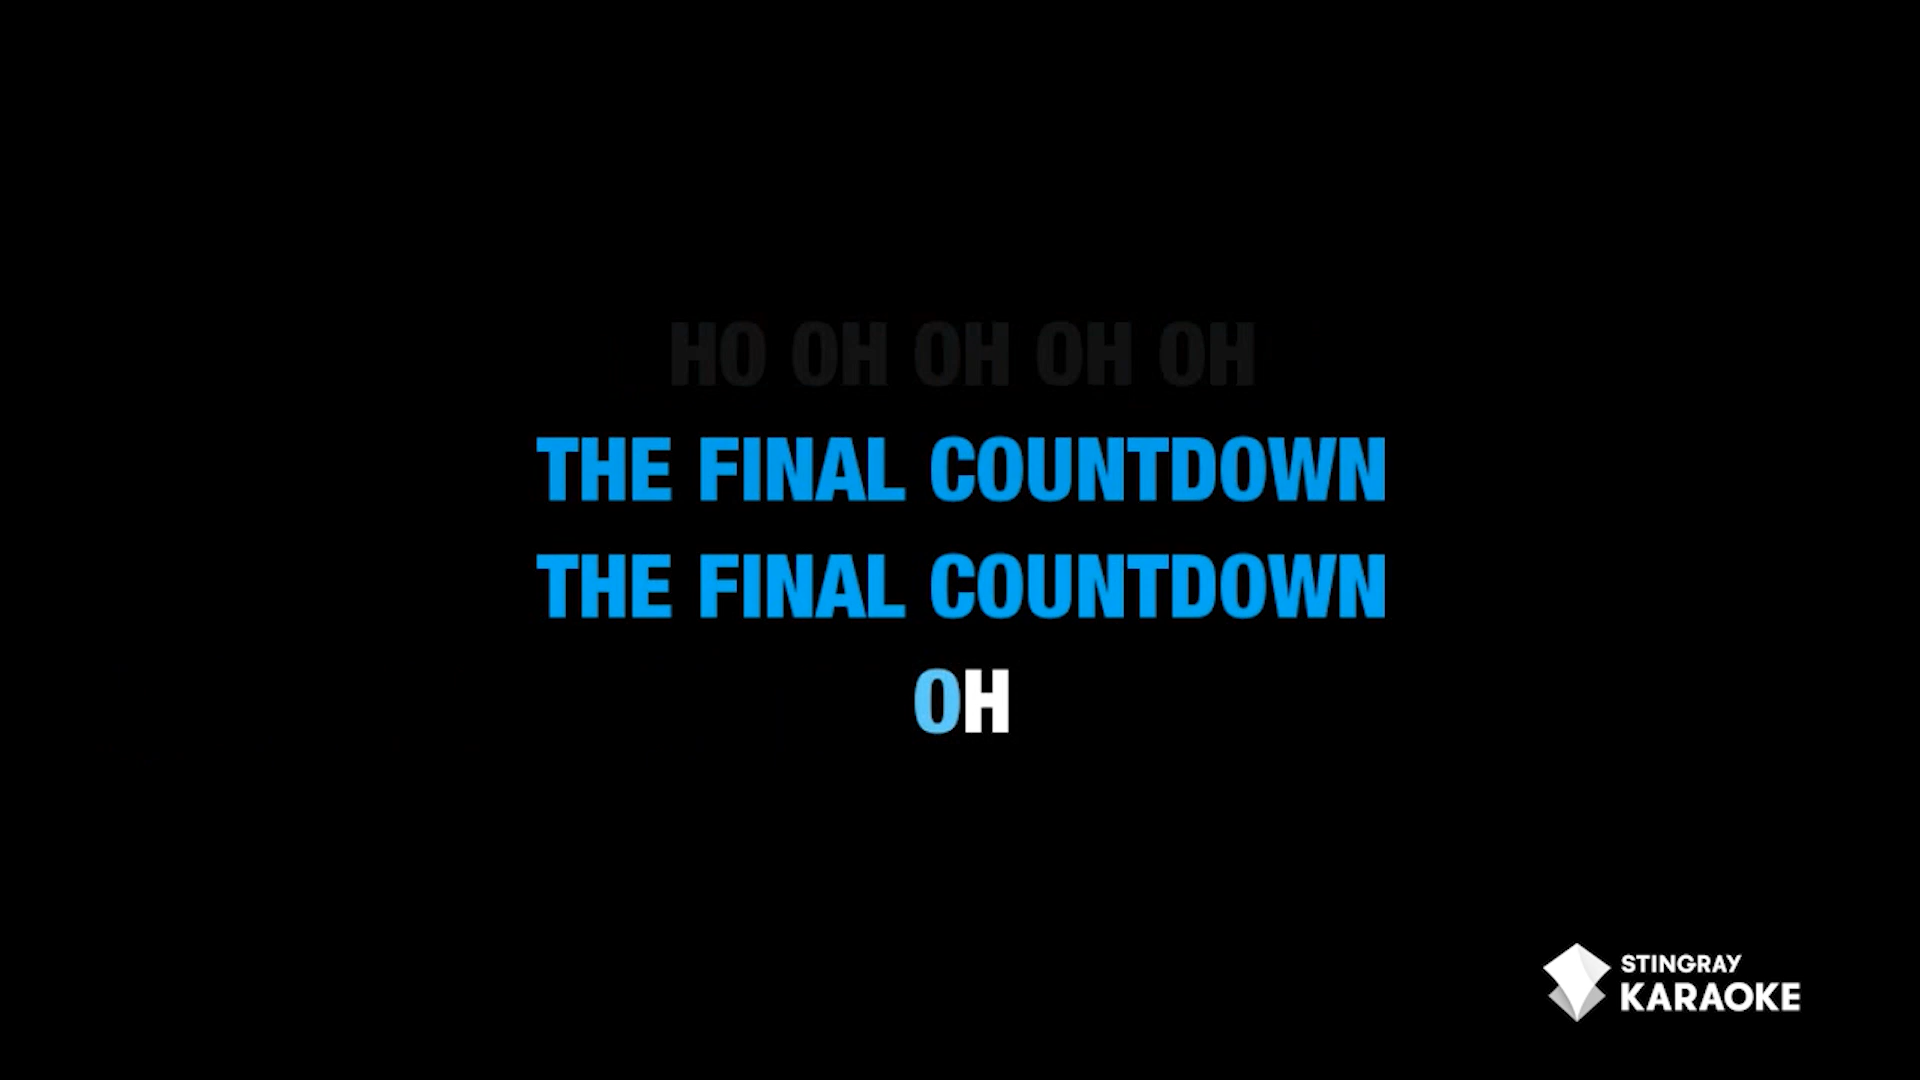 HO OH OH OH OH
THE FINAL COUNTDOWN
THE FINAL COUNTDOWN
OH
STINGRAY
KARAOKE